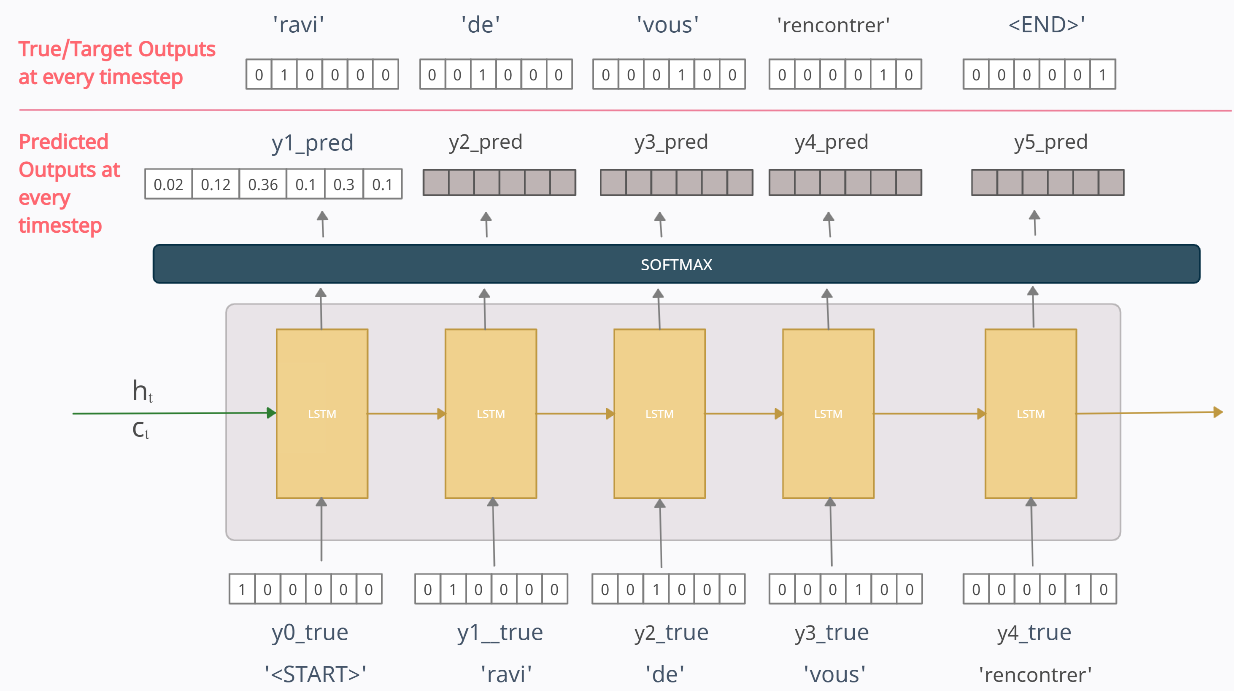 'ravi' 'de' 'vous' 'rencontrer' <END>'
True/Target Outputs
at every timestep
0 1 0 0 0 0 0 0 1 0 0 0 0 0 0 1 0 0 0 0 0 0 1 0 0 0 0 0 0 1
Predicted
Outputs at
every
timestep
y1_pred y2_pred y3_pred y4_pred y5_pred
0.02 0.12 0.36 0.1 0.3 0.1
SOFTMAX
LSTM LSTM LSTM LSTM LSTM
ht
ct
1 0 0 0 0 0 0 1 0 0 0 0 0 0 1 0 0 0 0 0 0 1 0 0 0 0 0 0 1 0
y0_true y1__true y2_true y3_true y4_true
'<START>' 'ravi' 'de' 'vous' 'rencontrer'